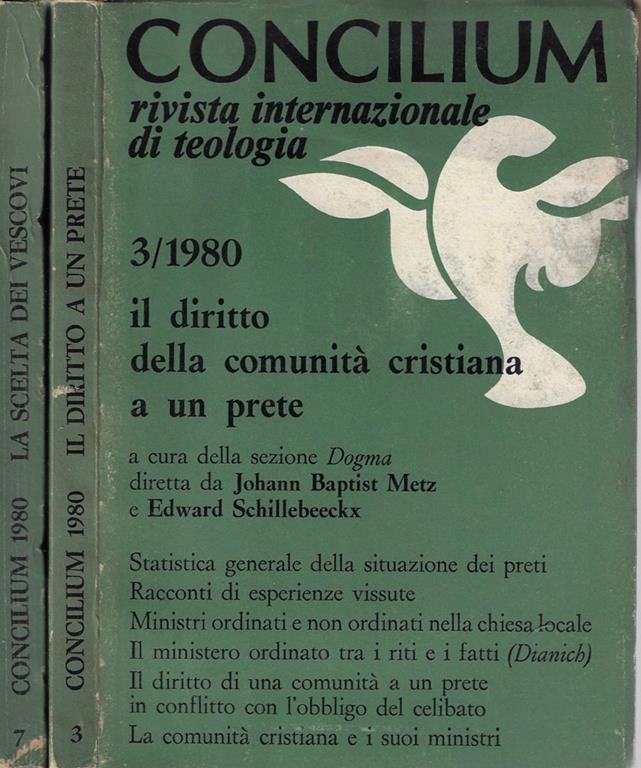 7 CONCILIUM 1980 LA SCELTA DEI VESCOVI
3 CONCILIUM 1980 IL DIRITTO A UN PRETE
CONCILIUM
rivista internazionale
di teologia
3/1980
il diritto
della comunità cristiana
a un prete
a cura della sezione Dogma
diretta da Johann Baptist Metz
e Edward Schillebeeckx
Statistica generale della situazione dei preti
Racconti di esperienze vissute
Ministri ordinati e non ordinati nella chiesa locale
Il ministero ordinato tra i riti e i fatti (Dianich)
Il diritto di una comunità a un prete
in conflitto con l'obbligo del celibato
La comunità cristiana e i suoi ministri